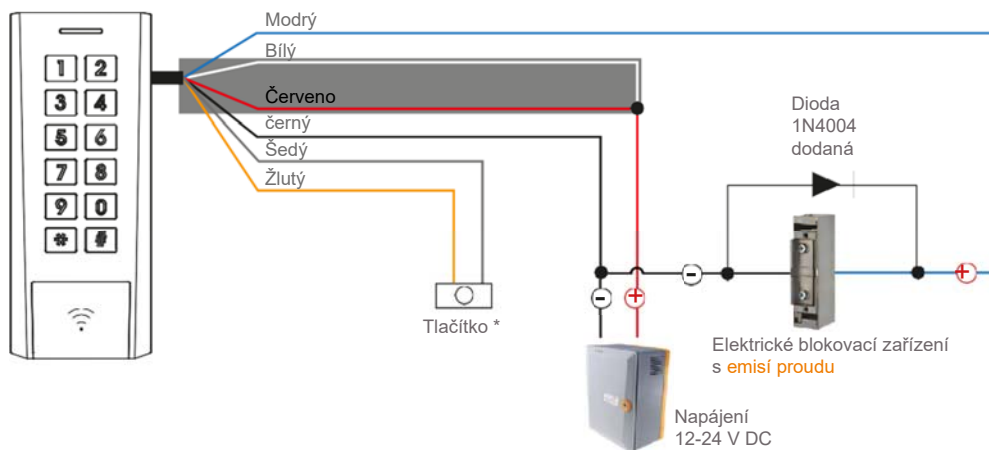 Modrý
Bílý
Červeno
černý
Šedý
Žlutý
1 2
3 4
5 6
7 8
9 0
* #
Tlačítko *
Dioda
1N4004
dodaná
-
+
-
+
Elektrické blokovací zařízení
s emisí proudu
Napájení
12-24 V DC